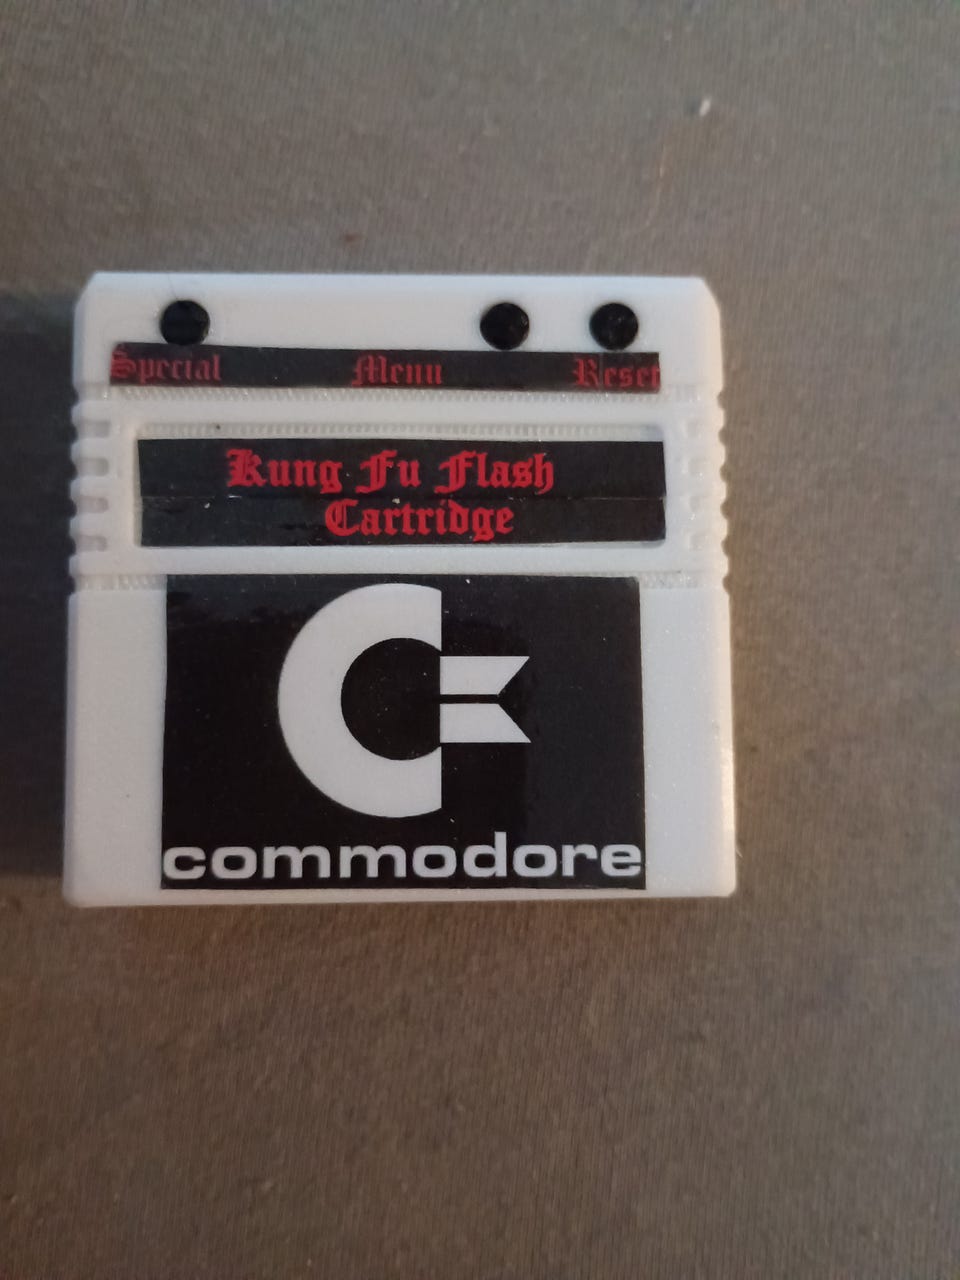 Special Menu Reset
Kung Fu Flash
Cartridge
commodore